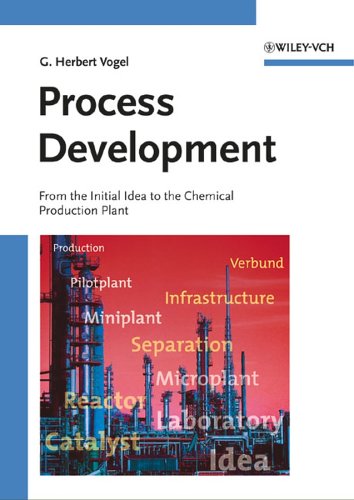 G. Herbert Vogel
WILEY-VCH
Process
Development
From the Initial Idea to the Chemical
Production Plant
Production
Verbund
Pilotplant
Infrastructure
Miniplant
Separation
Microplant
Reactor
Laboratory
Catalyst
Idea